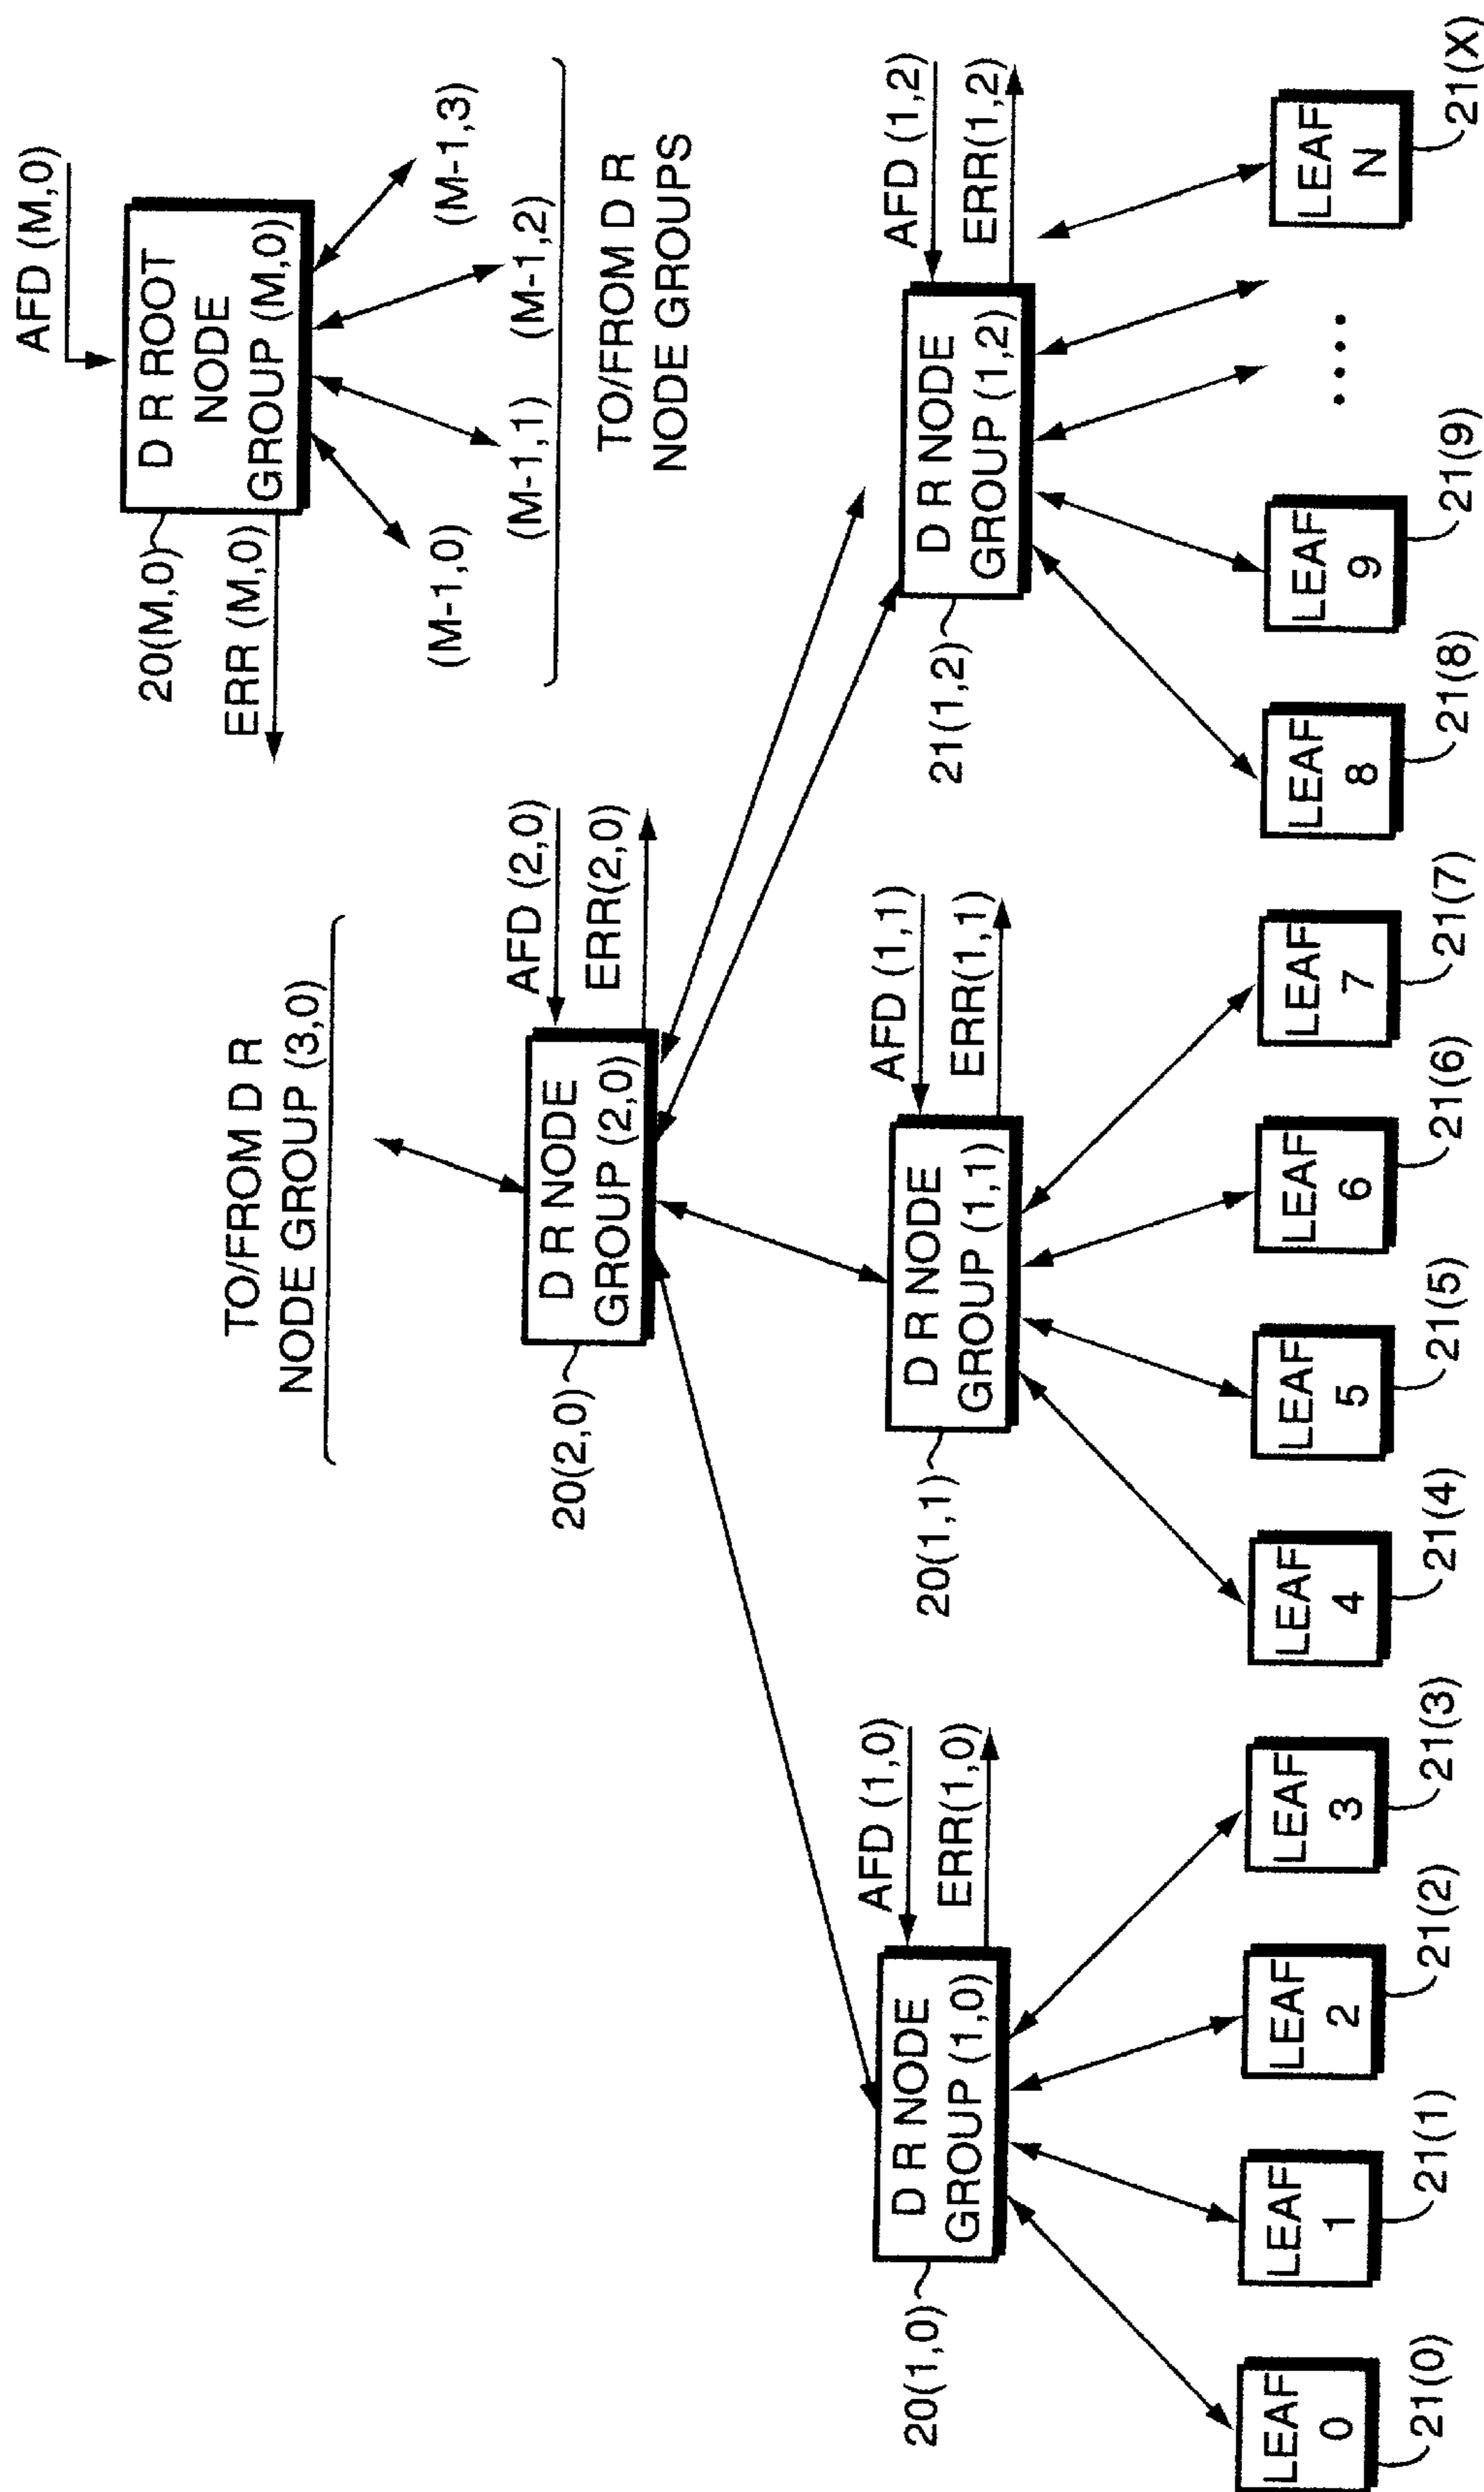 AFD (M,0)
D R ROOT
NODE
GROUP (M,0)
20(M,0)
ERR (M,0)
(M-1,0)
(M-1,1)
(M-1,2)
(M-1,3)
TO/FROM D R
NODE GROUPS
TO/FROM D R
NODE GROUP (3,0)
D R NODE
GROUP (2,0)
20(2,0)
AFD (2,0)
ERR(2,0)
D R NODE
GROUP (1,0)
20(1,0)
AFD (1,0)
ERR(1,0)
D R NODE
GROUP (1,1)
20(1,1)
AFD (1,1)
ERR(1,1)
D R NODE
GROUP (1,2)
21(1,2)
AFD (1,2)
ERR(1,2)
LEAF
0
21(0)
LEAF
1
21(1)
LEAF
2
21(2)
LEAF
3
21(3)
LEAF
4
21(4)
LEAF
5
21(5)
LEAF
6
21(6)
LEAF
7
21(7)
LEAF
8
21(8)
LEAF
9
21(9)
....
LEAF
N
21(X)